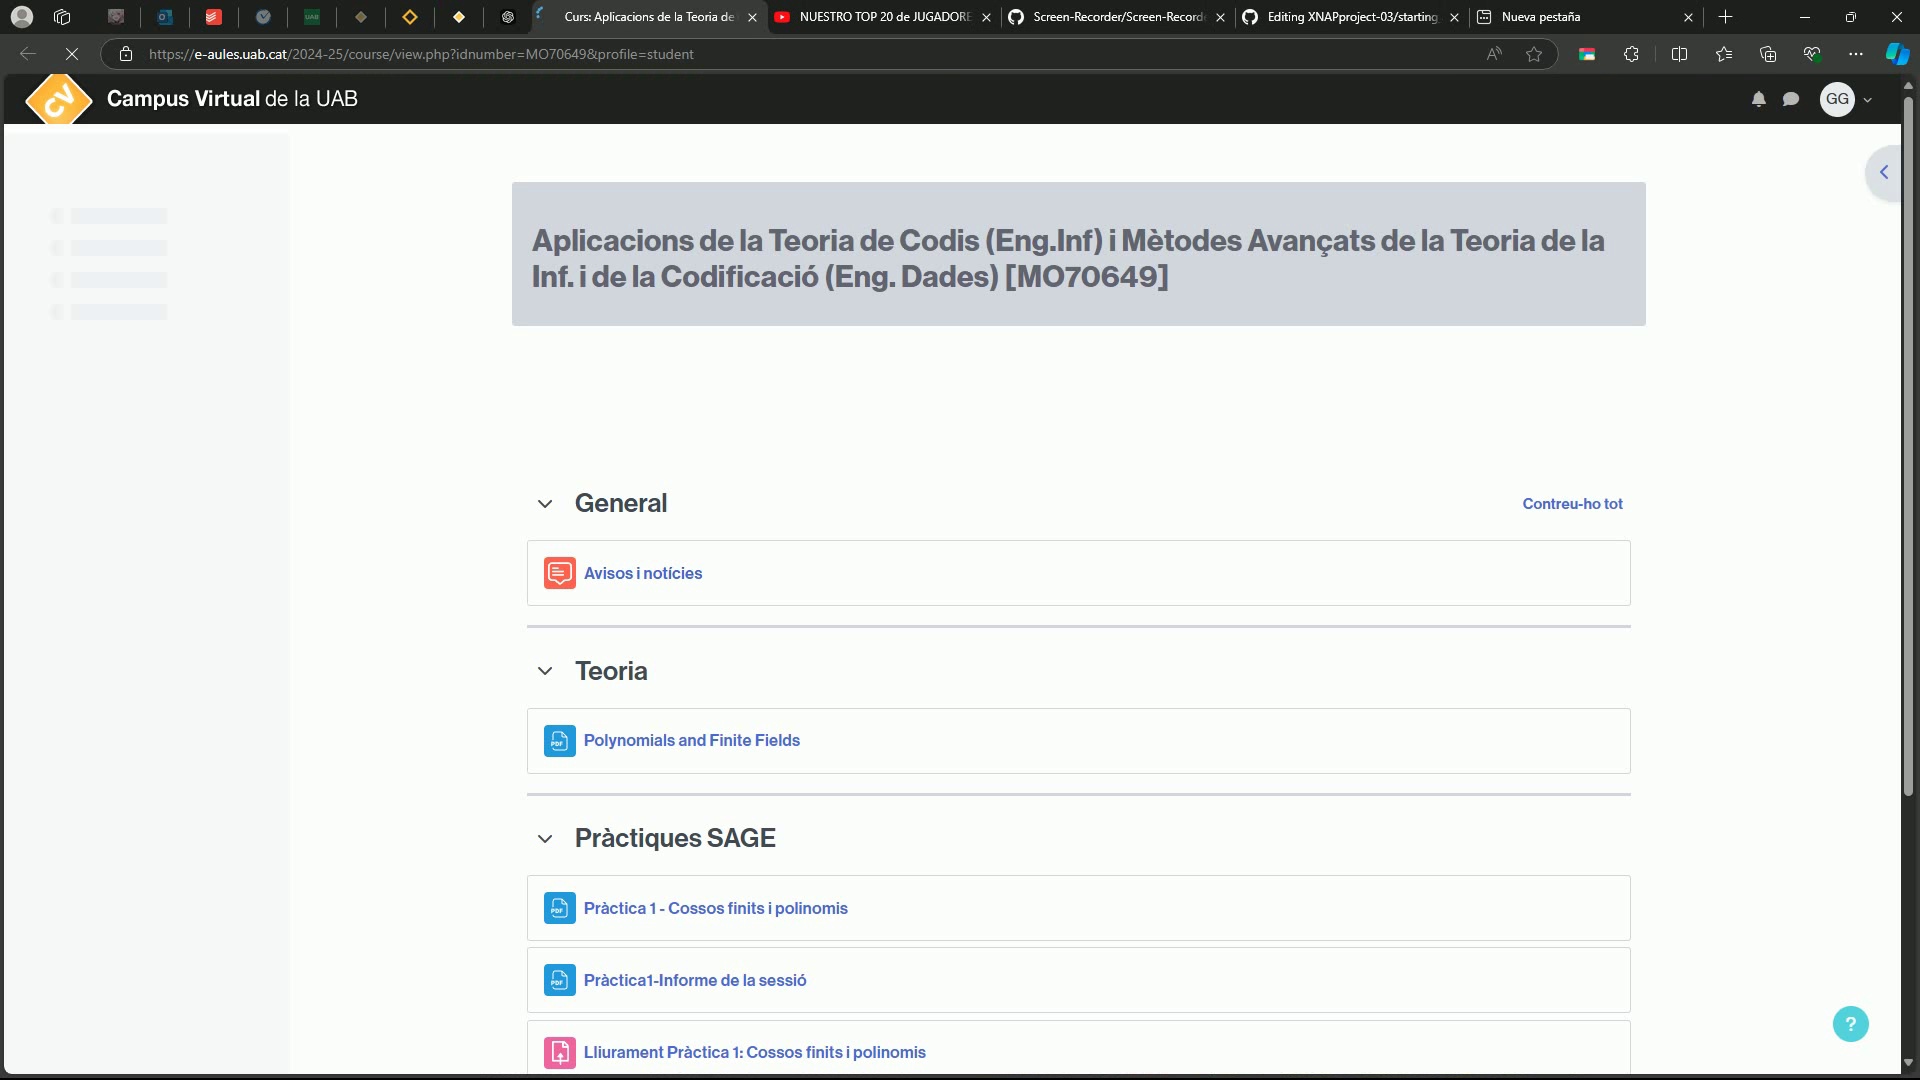 Curs: Aplicacions de la Teoria de
NUESTRO TOP 20 de JUGADORE
Screen-Recorder/Screen-Record
Editing XNAPproject-03/starting
Nueva pestaña
https://e-aules.uab.cat/2024-25/course/view.php?idnumber=MO70649&profile=student
CV
Campus Virtual de la UAB
GG
Aplicacions de la Teoria de Codis (Eng.Inf) i Mètodes Avançats de la Teoria de la
Inf. i de la Codificació (Eng. Dades) [MO70649]
General
Contreu-ho tot
Avisos i notícies
Teoria
PDF
Polynomials and Finite Fields
Pràctiques SAGE
PDF
Pràctica 1 - Cossos finits i polinomis
PDF
Pràctica1-Informe de la sessió
?
Lliurament Pràctica 1: Cossos finits i polinomis